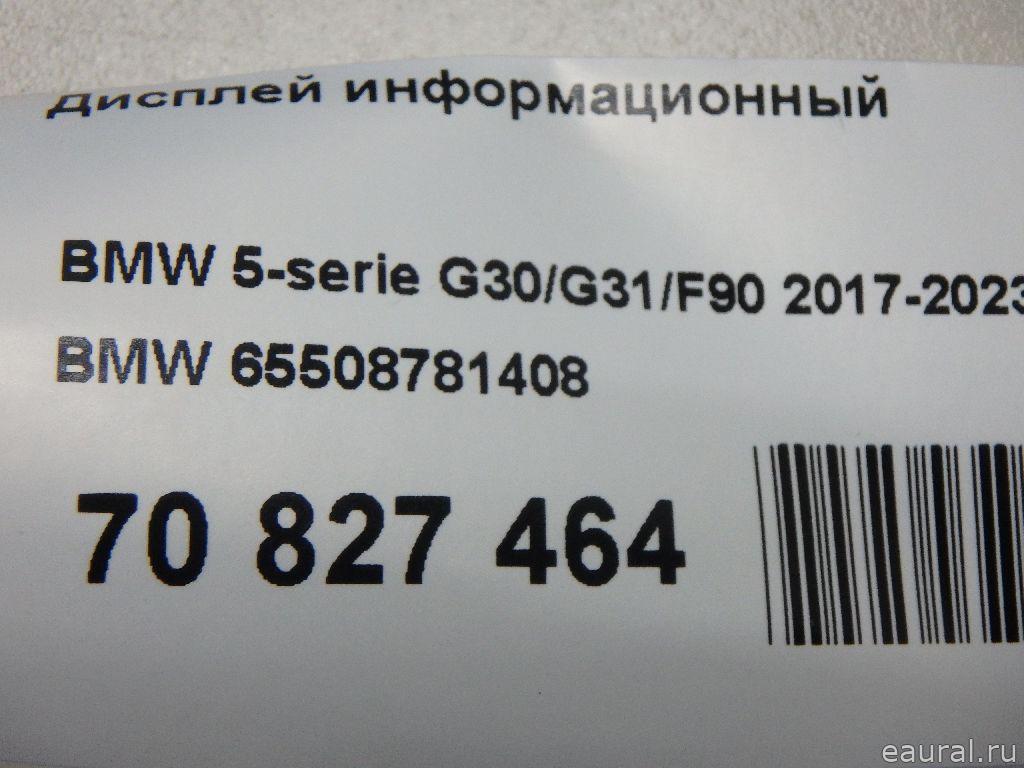 Дисплей информационный
BMW 5-serie G30/G31/F90 2017-2023
BMW 65508781408
70 827 464
eaural.ru